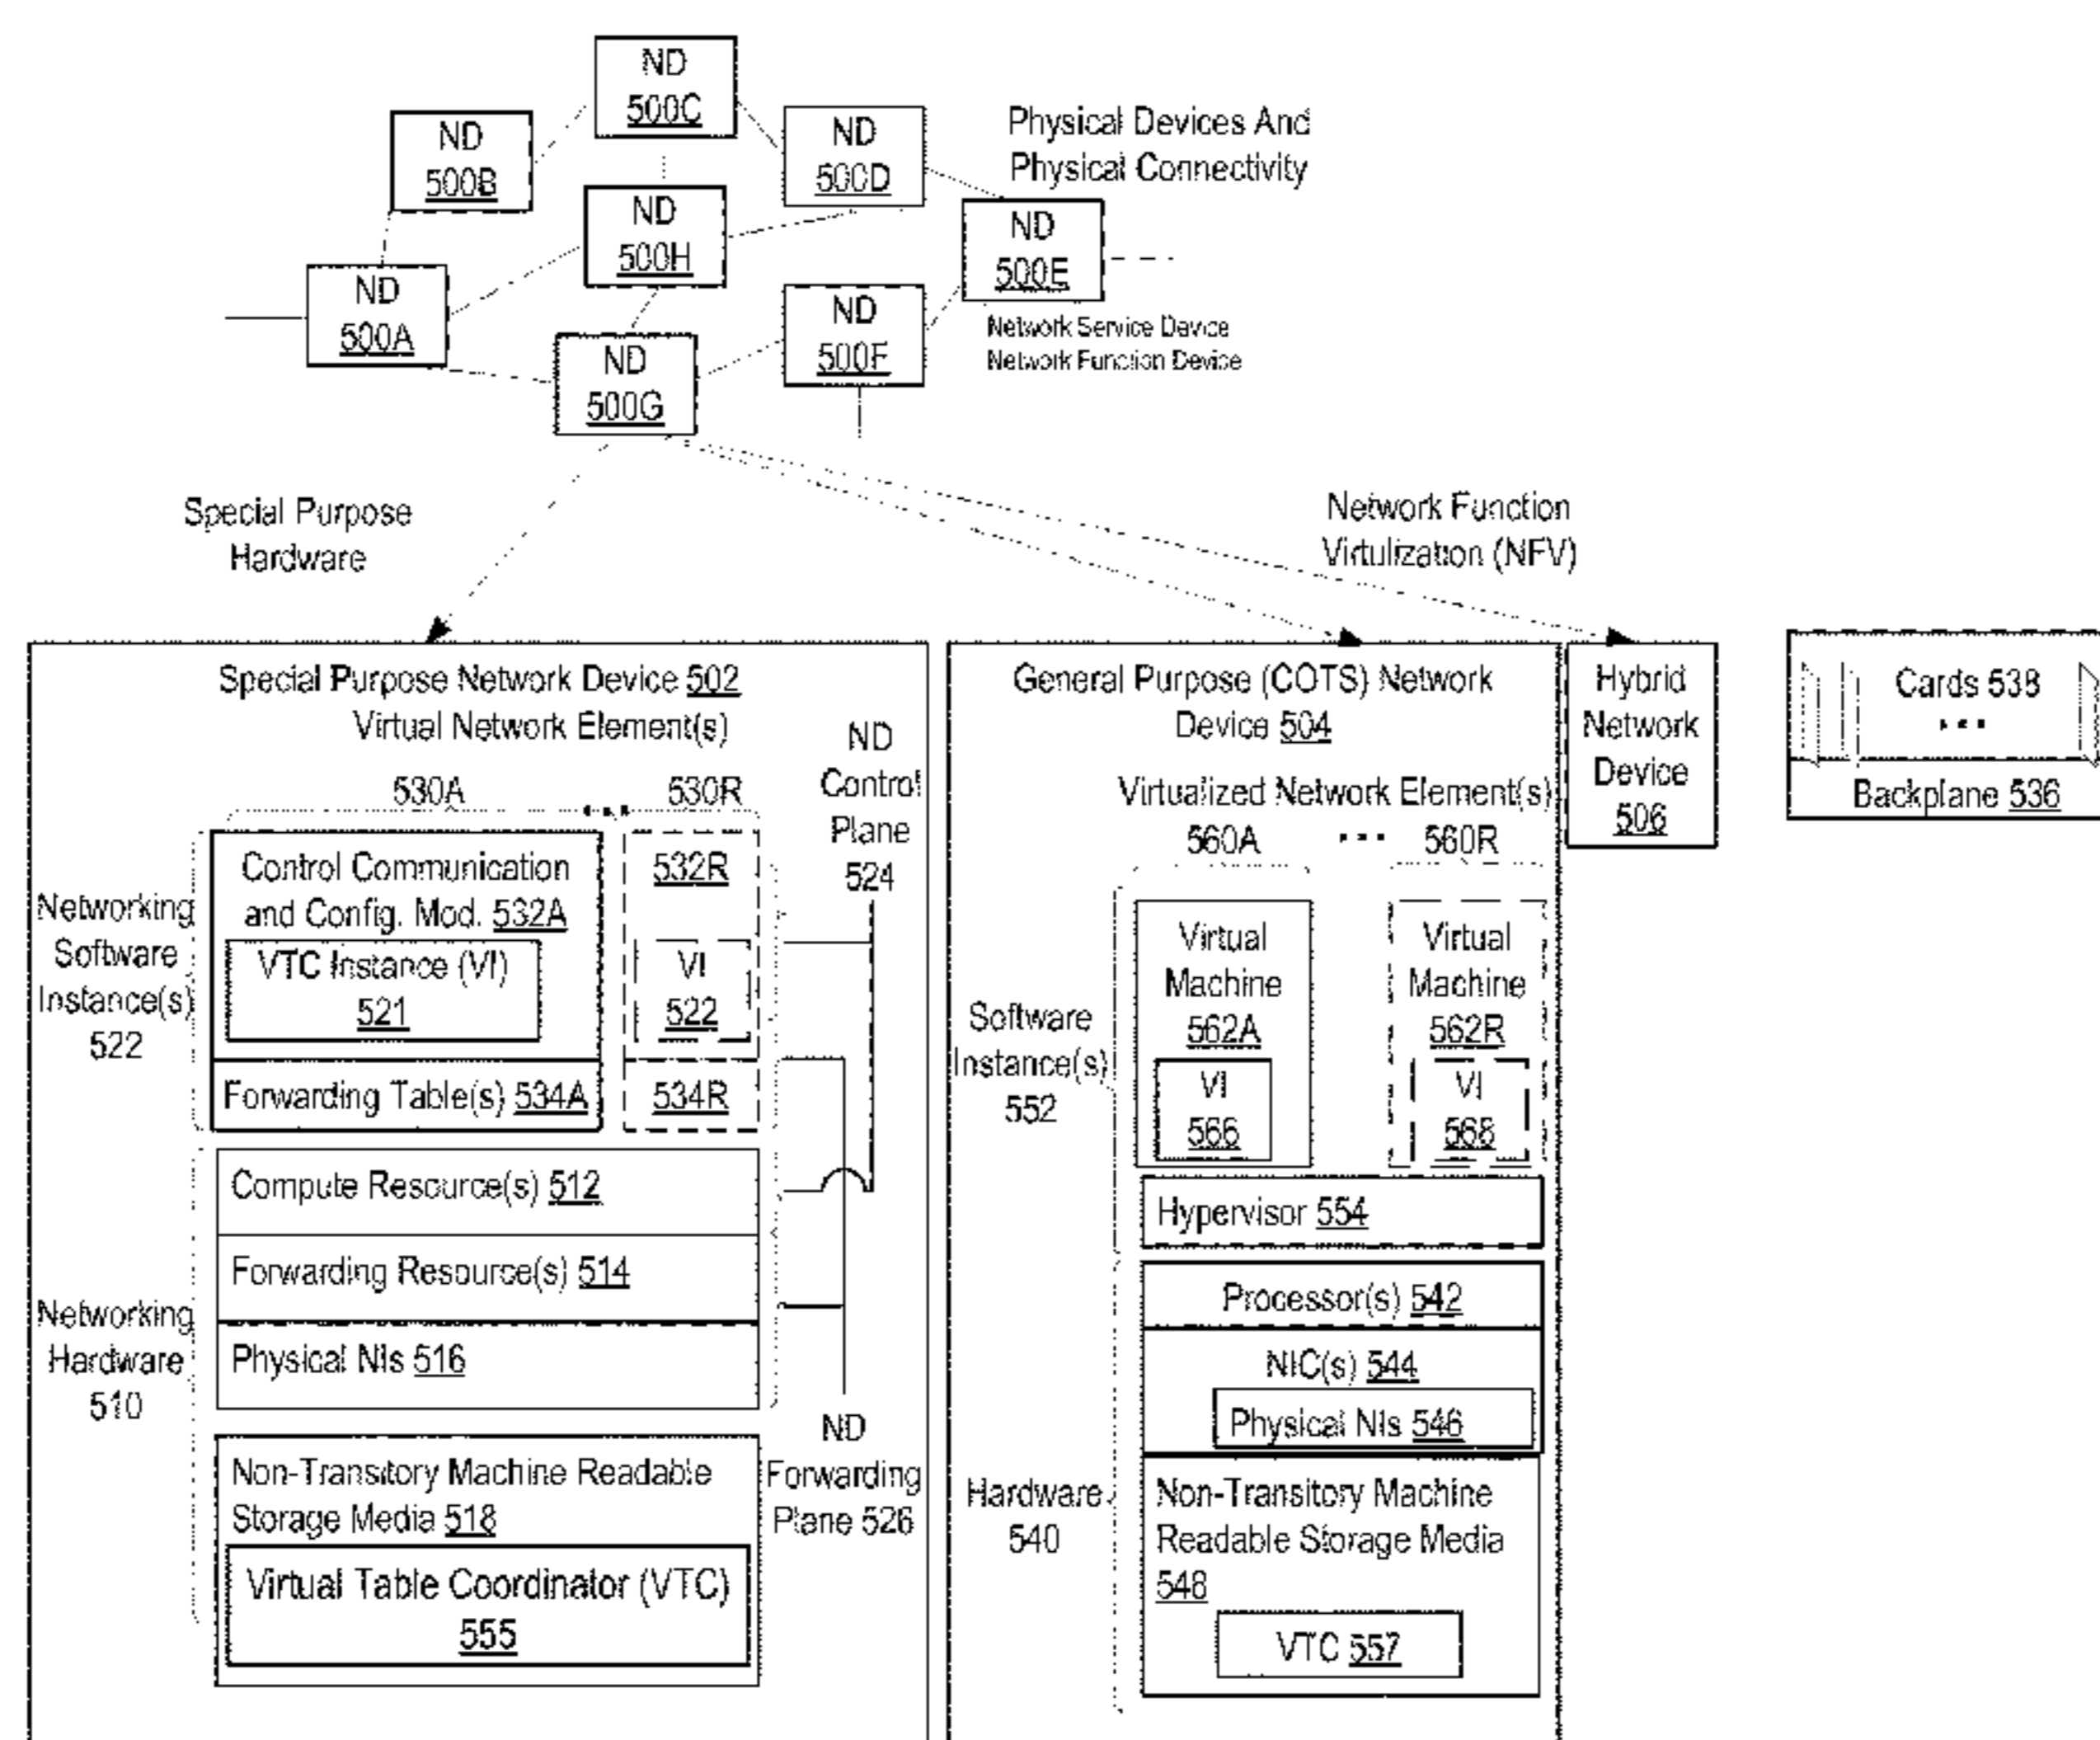 ND
500C
ND
500B
ND
500D
Physical Devices And
Physical Connectivity
ND
500H
ND
500E
ND
500A
ND
500F
Network Service Device
Network Function Device
ND
500G
Special Purpose
Hardware
Network Function
Virtulization (NFV)
Special Purpose Network Device 502
Virtual Network Element(s)
ND
Control
Plane
524
530A
530R
Networking
Software
Instance(s)
522
Control Communication
and Config. Mod. 532A
VTC Instance (VI)
521
532R
VI
522
Forwarding Table(s) 534A
534R
Networking
Hardware
510
Compute Resource(s) 512
Forwarding Resource(s) 514
Physical NIs 516
ND
Forwarding
Plane 526
Non-Transitory Machine Readable
Storage Media 518
Virtual Table Coordinator (VTC)
555
General Purpose (COTS) Network
Device 504
Virtualized Network Element(s)
560A
560R
Software
Instance(s)
552
Virtual
Machine
562A
VI
566
Virtual
Machine
562R
VI
568
Hypervisor 554
Hardware
540
Processor(s) 542
NIC(s) 544
Physical NIs 546
Non-Transitory Machine
Readable Storage Media
548
VTC 557
Hybrid
Network
Device
506
Cards 538
Backplane 536